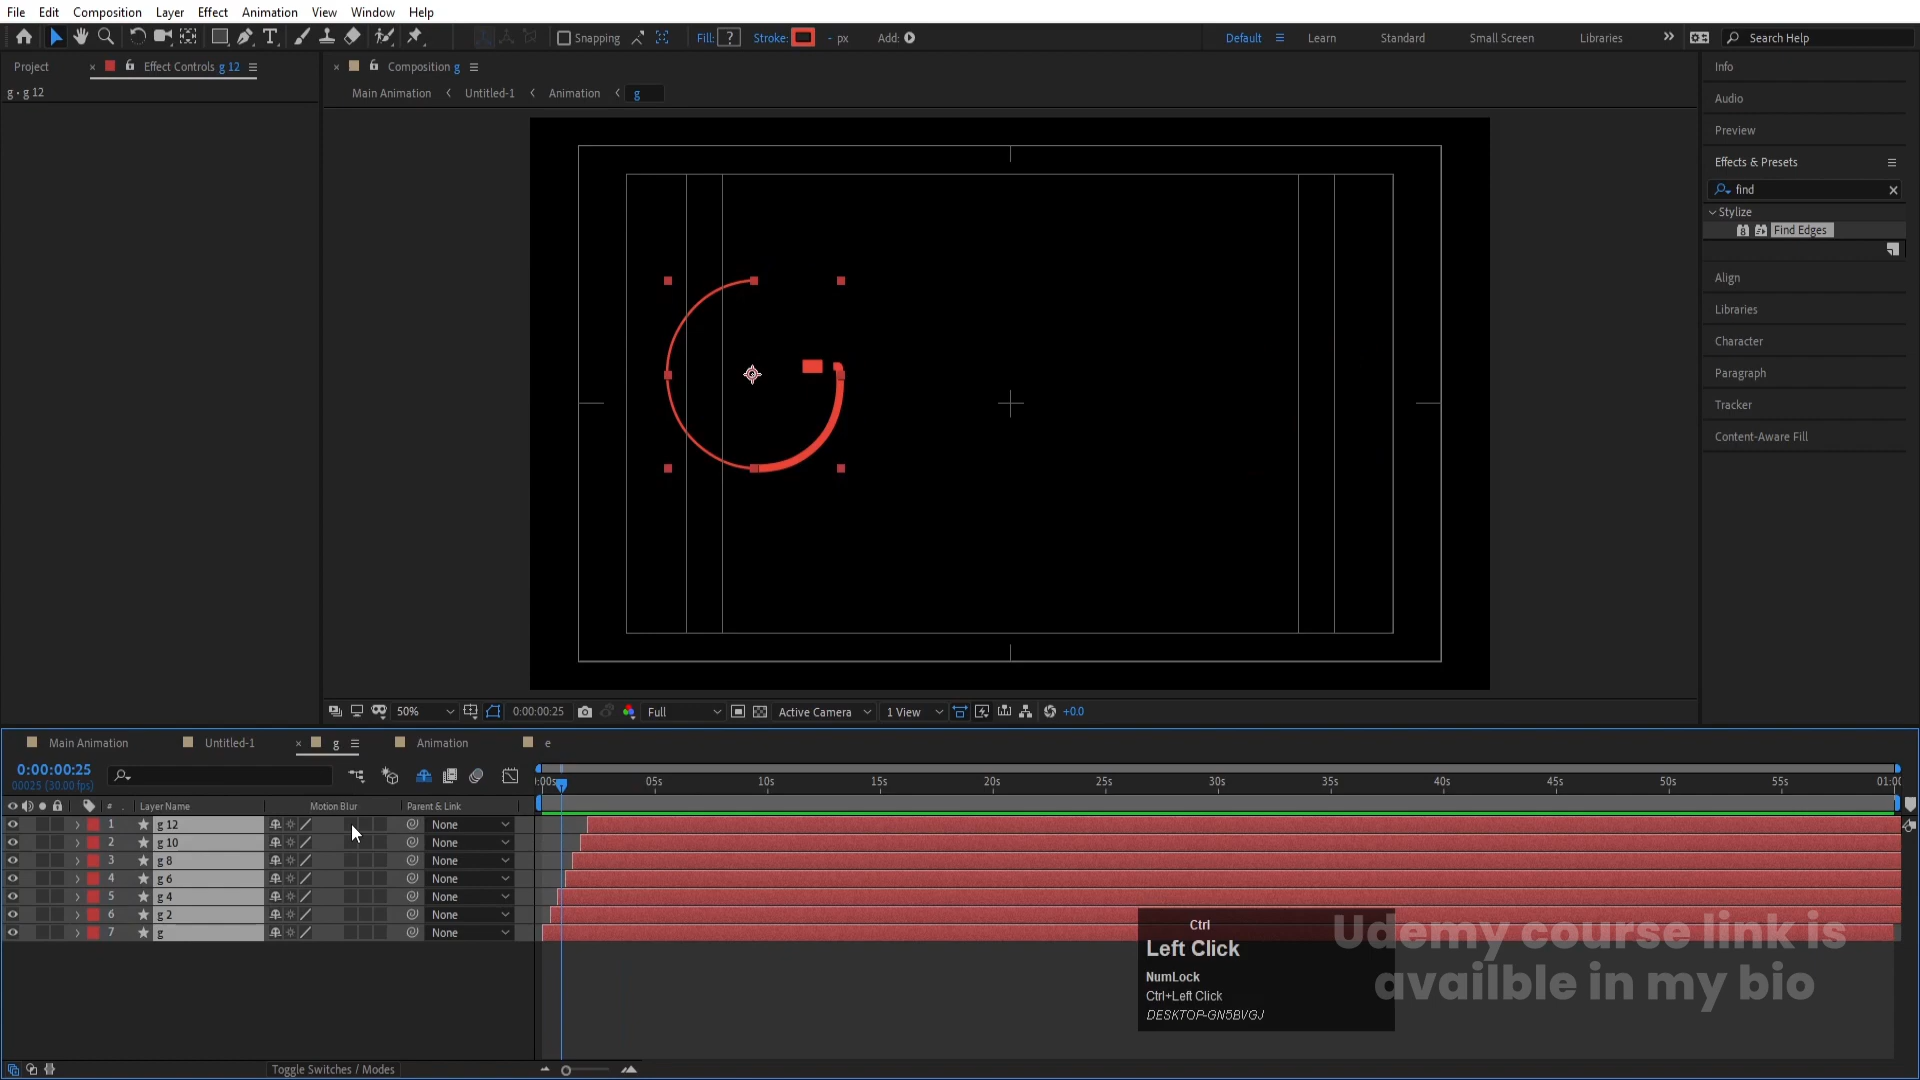 File Edit Composition Layer Effect Animation View Window Help
Snapping Fill: ? Stroke: - px Add: Default Learn Standard Small Screen Libraries >> Search Help
Project × Effect Controls g 12
g • g 12
× Composition g
Main Animation < Untitled-1 < Animation < g
Info
Audio
Preview
Effects & Presets
find
Stylize
Find Edges
Align
Libraries
Character
Paragraph
Tracker
Content-Aware Fill
50% 0:00:00:25 Full Active Camera 1 View +0.0
Main Animation Untitled-1 × g Animation e
0:00:00:25
00025 (30.00 fps)
:00s 05s 10s 15s 20s 25s 30s 35s 40s 45s 50s 55s 01:00
# Layer Name Motion Blur Parent & Link
1 g 12 None
2 g 10 None
3 g 8 None
4 g 6 None
5 g 4 None
6 g 2 None
7 g None
Ctrl
Left Click
NumLock
Ctrl+Left Click
DESKTOP-GN5BVGJ
Udemy course link is
availble in my bio
Toggle Switches / Modes